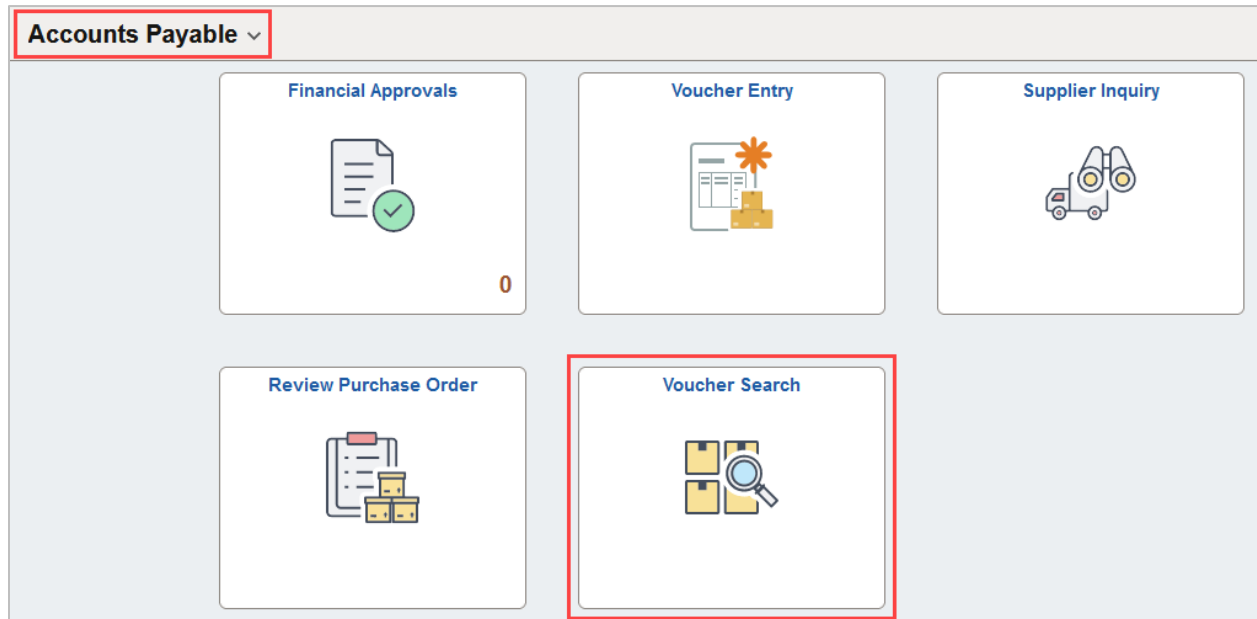 Accounts Payable
Financial Approvals
Voucher Entry
Supplier Inquiry
0
Review Purchase Order
Voucher Search